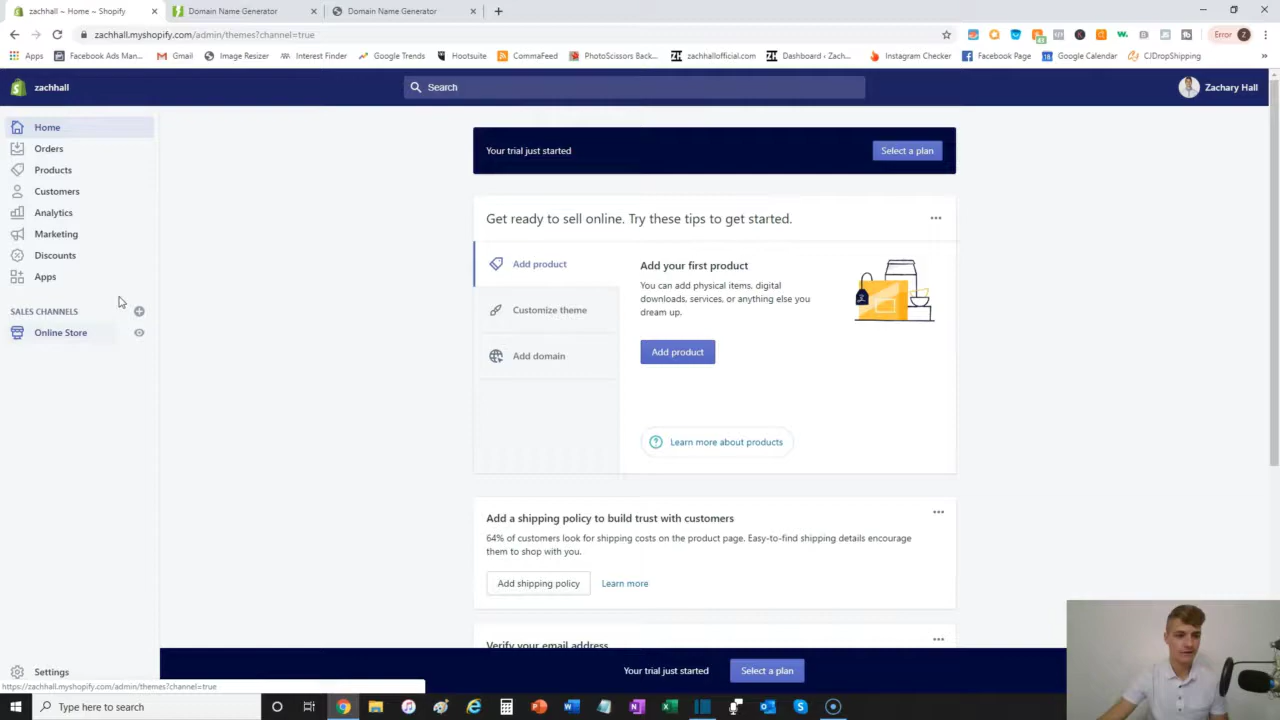 zachhall ~ Home ~ Shopify
Domain Name Generator
Domain Name Generator
zachhall.myshopify.com/admin/themes?channel=true
Error
Z
Apps
Facebook Ads Man...
Gmail
Image Resizer
Interest Finder
Google Trends
Hootsuite
CommaFeed
PhotoScissors Back...
zachhallofficial.com
Dashboard ‹ Zach...
Instagram Checker
Facebook Page
Google Calendar
CJDropShipping
zachhall
Search
Zachary Hall
Home
Orders
Products
Customers
Analytics
Marketing
Discounts
Apps
SALES CHANNELS
Online Store
Settings
Your trial just started
Select a plan
Get ready to sell online. Try these tips to get started.
Add product
Customize theme
Add domain
Add your first product
You can add physical items, digital
downloads, services, or anything else you
dream up.
Add product
Learn more about products
Add a shipping policy to build trust with customers
64% of customers look for shipping costs on the product page. Easy-to-find shipping details encourage
them to shop with you.
Add shipping policy
Learn more
Verify your email address
Your trial just started
Select a plan
https://zachhall.myshopify.com/admin/themes?channel=true
Type here to search